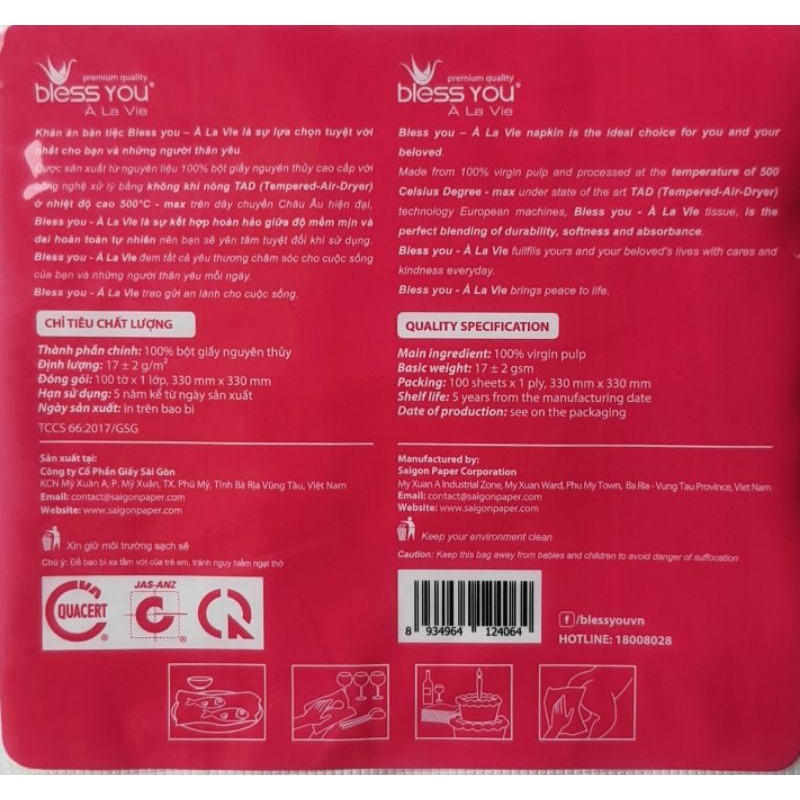 premium quality
bless you®
À La Vie
Khăn ăn bàn tiệc Bless you – À La Vie là sự lựa chọn tuyệt vời
nhất cho bạn và những người thân yêu.
Được sản xuất từ nguyên liệu 100% bột giấy nguyên thủy cao cấp với
công nghệ xử lý bằng không khí nóng TAD (Tempered-Air-Dryer)
ở nhiệt độ cao 500°C - max trên dây chuyền Châu Âu hiện đại,
Bless you - À La Vie là sự kết hợp hoàn hảo giữa độ mềm mịn và
dai hoàn toàn tự nhiên nên bạn sẽ yên tâm tuyệt đối khi sử dụng.
Bless you - À La Vie đem tất cả yêu thương chăm sóc cho cuộc sống
của bạn và những người thân yêu mỗi ngày.
Bless you - À La Vie trao gửi an lành cho cuộc sống.
CHỈ TIÊU CHẤT LƯỢNG
Thành phần chính: 100% bột giấy nguyên thủy
Định lượng: 17 ± 2 g/m²
Đóng gói: 100 tờ x 1 lớp, 330 mm x 330 mm
Hạn sử dụng: 5 năm kể từ ngày sản xuất
Ngày sản xuất: in trên bao bì
TCCS 66:2017/GSG
Sản xuất tại:
Công ty Cổ Phần Giấy Sài Gòn
KCN Mỹ Xuân A, P. Mỹ Xuân, TX. Phú Mỹ, Tỉnh Bà Rịa Vũng Tàu, Việt Nam
Email: contact@saigonpaper.com
Website: www.saigonpaper.com
Xin giữ môi trường sạch sẽ
Chú ý: Để bao bì xa tầm với của trẻ em, tránh nguy hiểm ngạt thở
QUACERT
®
JAS-ANZ
®
premium quality
bless you®
À La Vie
Bless you – À La Vie napkin is the ideal choice for you and your
beloved.
Made from 100% virgin pulp and processed at the temperature of 500
Celsius Degree - max under state of the art TAD (Tempered-Air-Dryer)
technology European machines, Bless you - À La Vie tissue, is the
perfect blending of durability, softness and absorbance.
Bless you - À La Vie fullfils yours and your beloved's lives with cares and
kindness everyday.
Bless you - À La Vie brings peace to life.
QUALITY SPECIFICATION
Main ingredient: 100% virgin pulp
Basic weight: 17 ± 2 gsm
Packing: 100 sheets x 1 ply, 330 mm x 330 mm
Shelf life: 5 years from the manufacturing date
Date of production: see on the packaging
Manufactured by:
Saigon Paper Corporation
My Xuan A Industrial Zone, My Xuan Ward, Phu My Town, Ba Ria - Vung Tau Province, Viet Nam
Email: contact@saigonpaper.com
Website: www.saigonpaper.com
Keep your environment clean
Caution: Keep this bag away from babies and children to avoid danger of suffocation
8 934964 124064
/blessyouvn
HOTLINE: 18008028